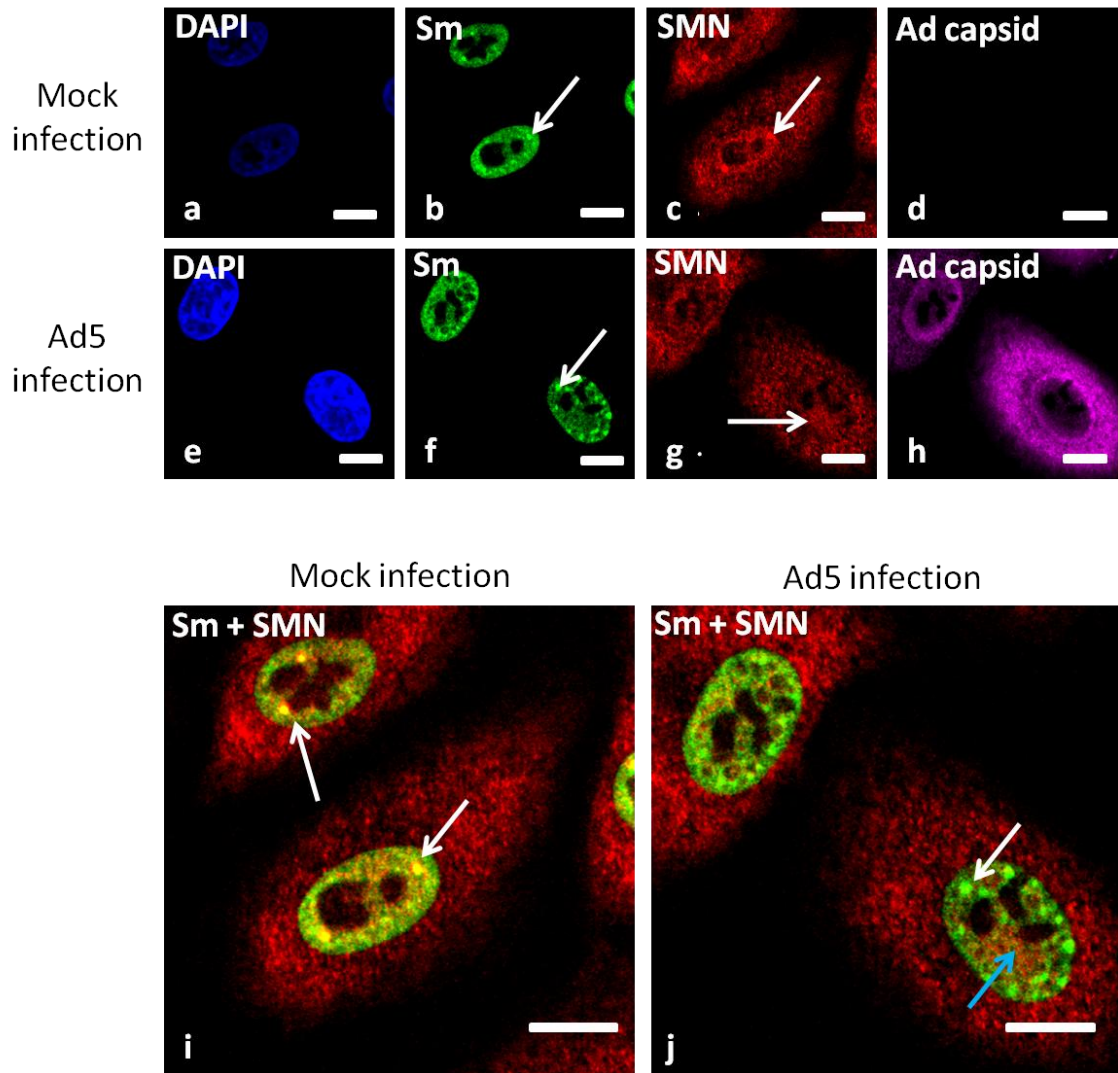 DAPI Sm SMN Ad capsid
Mock
infection
a b c d
DAPI Sm SMN Ad capsid
Ad5
infection
e f g h
Mock infection Ad5 infection
Sm + SMN Sm + SMN
i j